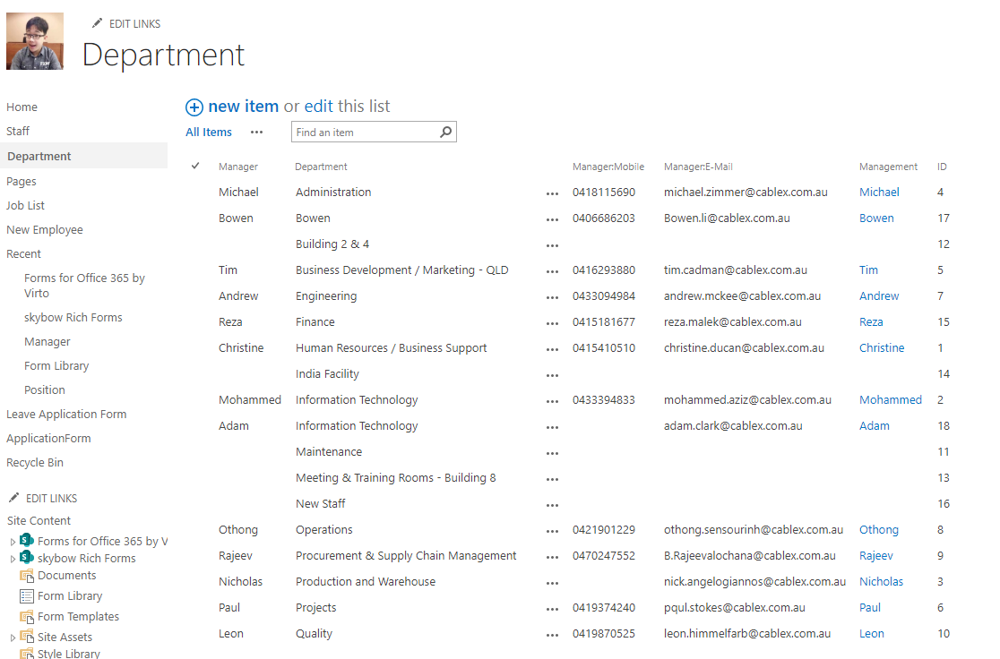 EDIT LINKS
Department
Home
Staff
Department
Pages
Job List
New Employee
Recent
Forms for Office 365 by
Virto
skybow Rich Forms
Manager
Form Library
Position
Leave Application Form
ApplicationForm
Recycle Bin
EDIT LINKS
Site Content
Forms for Office 365 by V
skybow Rich Forms
Documents
Form Library
Form Templates
Site Assets
Style Library
new item or edit this list
All Items ••• Find an item
Manager Department Manager:Mobile Manager:E-Mail Management ID
Michael Administration ••• 0418115690 michael.zimmer@cablex.com.au Michael 4
Bowen Bowen ••• 0406686203 Bowen.li@cablex.com.au Bowen 17
Building 2 & 4 ••• 12
Tim Business Development / Marketing - QLD ••• 0416293880 tim.cadman@cablex.com.au Tim 5
Andrew Engineering ••• 0433094984 andrew.mckee@cablex.com.au Andrew 7
Reza Finance ••• 0415181677 reza.malek@cablex.com.au Reza 15
Christine Human Resources / Business Support ••• 0415410510 christine.ducan@cablex.com.au Christine 1
India Facility ••• 14
Mohammed Information Technology ••• 0433394833 mohammed.aziz@cablex.com.au Mohammed 2
Adam Information Technology ••• adam.clark@cablex.com.au Adam 18
Maintenance ••• 11
Meeting & Training Rooms - Building 8 ••• 13
New Staff ••• 16
Othong Operations ••• 0421901229 othong.sensourinh@cablex.com.au Othong 8
Rajeev Procurement & Supply Chain Management ••• 0470247552 B.Rajeevalochana@cablex.com.au Rajeev 9
Nicholas Production and Warehouse ••• nick.angelogiannos@cablex.com.au Nicholas 3
Paul Projects ••• 0419374240 pqul.stokes@cablex.com.au Paul 6
Leon Quality ••• 0419870525 leon.himmelfarb@cablex.com.au Leon 10